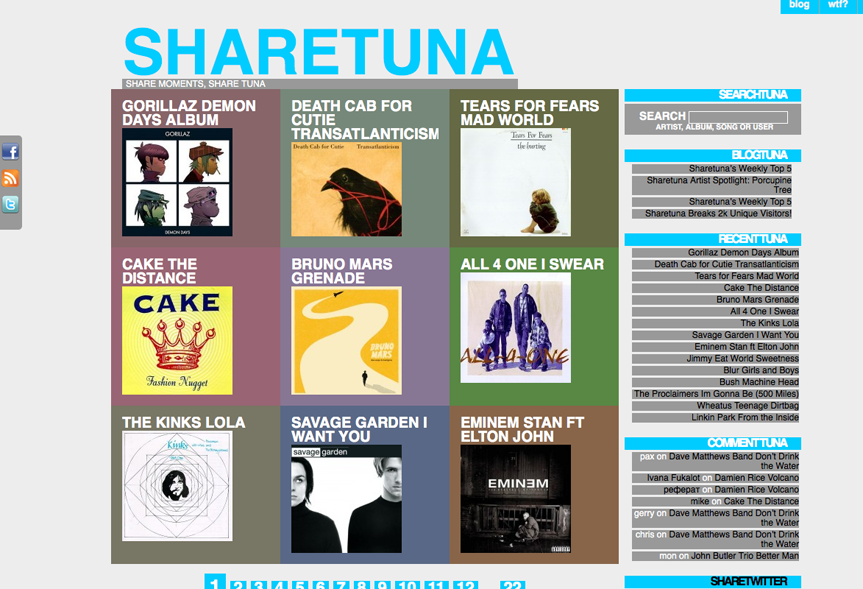 blog wtf?
SHARETUNA
SHARE MOMENTS, SHARE TUNA
GORILLAZ DEMON
DAYS ALBUM
GORILLAZ
DEMON DAYS
DEATH CAB FOR
CUTIE
TRANSATLANTICISM
Death Cab for Cutie Transatlanticism
TEARS FOR FEARS
MAD WORLD
Tears For Fears
the hurting
CAKE THE
DISTANCE
CAKE
Fashion Nugget
BRUNO MARS
GRENADE
BRUNO
MARS
ALL 4 ONE I SWEAR
ALL-4-ONE
THE KINKS LOLA
Kinks
SAVAGE GARDEN I
WANT YOU
savage garden
EMINEM STAN FT
ELTON JOHN
EMINEM
1 2 3 4 5 6 7 8 9 10 11 12 ... 22
SEARCHTUNA
SEARCH
ARTIST, ALBUM, SONG OR USER
BLOGTUNA
Sharetuna's Weekly Top 5
Sharetuna Artist Spotlight: Porcupine
Tree
Sharetuna's Weekly Top 5
Sharetuna Breaks 2k Unique Visitors!
RECENTTUNA
Gorillaz Demon Days Album
Death Cab for Cutie Transatlanticism
Tears for Fears Mad World
Cake The Distance
Bruno Mars Grenade
All 4 One I Swear
The Kinks Lola
Savage Garden I Want You
Eminem Stan ft Elton John
Jimmy Eat World Sweetness
Blur Girls and Boys
Bush Machine Head
The Proclaimers Im Gonna Be (500 Miles)
Wheatus Teenage Dirtbag
Linkin Park From the Inside
COMMENTTUNA
pax on Dave Matthews Band Don't Drink
the Water
Ivana Fukalot on Damien Rice Volcano
реферат on Damien Rice Volcano
mike on Cake The Distance
gerry on Dave Matthews Band Don't Drink
the Water
chris on Dave Matthews Band Don't Drink
the Water
mon on John Butler Trio Better Man
SHARETWITTER